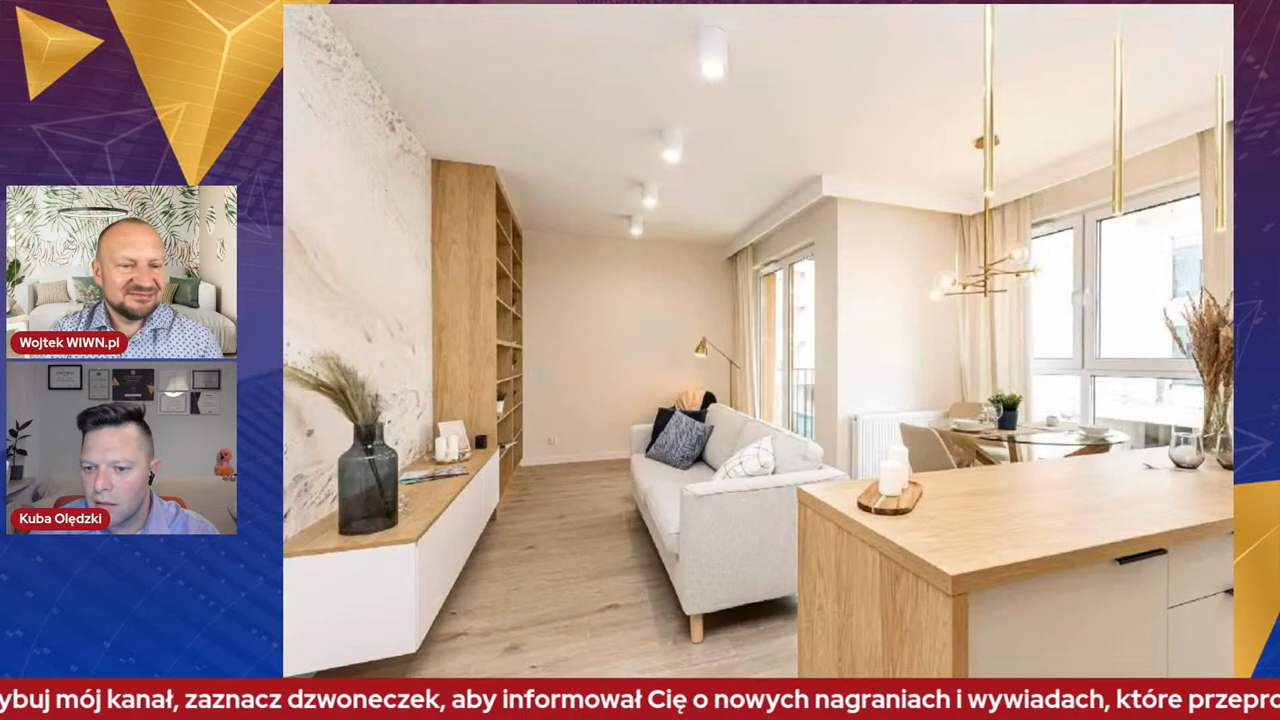 Wojtek WIWN.pl
Kuba Olędzki
ybuj mój kanał, zaznacz dzwoneczek, aby informował Cię o nowych nagraniach i wywiadach, które przepro